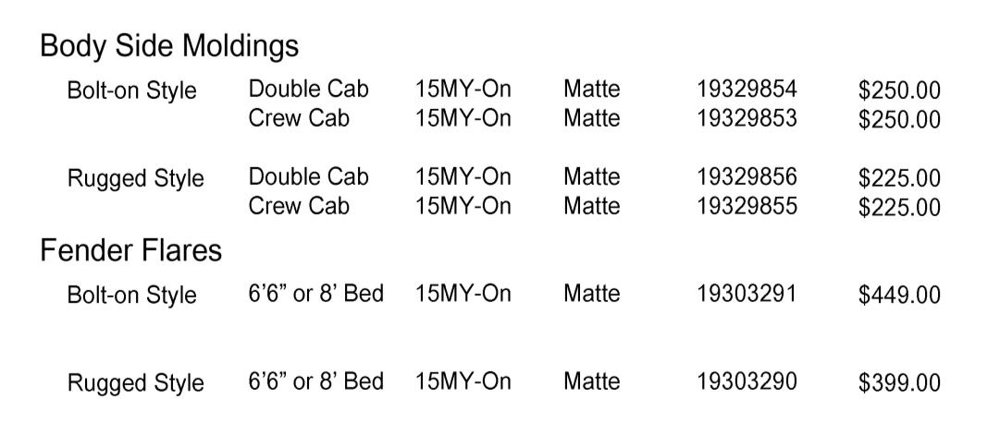 Body Side Moldings
Bolt-on Style Double Cab 15MY-On Matte 19329854 $250.00
Crew Cab 15MY-On Matte 19329853 $250.00
Rugged Style Double Cab 15MY-On Matte 19329856 $225.00
Crew Cab 15MY-On Matte 19329855 $225.00
Fender Flares
Bolt-on Style 6’6” or 8’ Bed 15MY-On Matte 19303291 $449.00
Rugged Style 6’6” or 8’ Bed 15MY-On Matte 19303290 $399.00